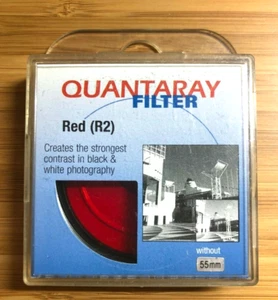 QUANTARAY
FILTER
Red (R2)
Creates the strongest
contrast in black &
white photography
without
55mm